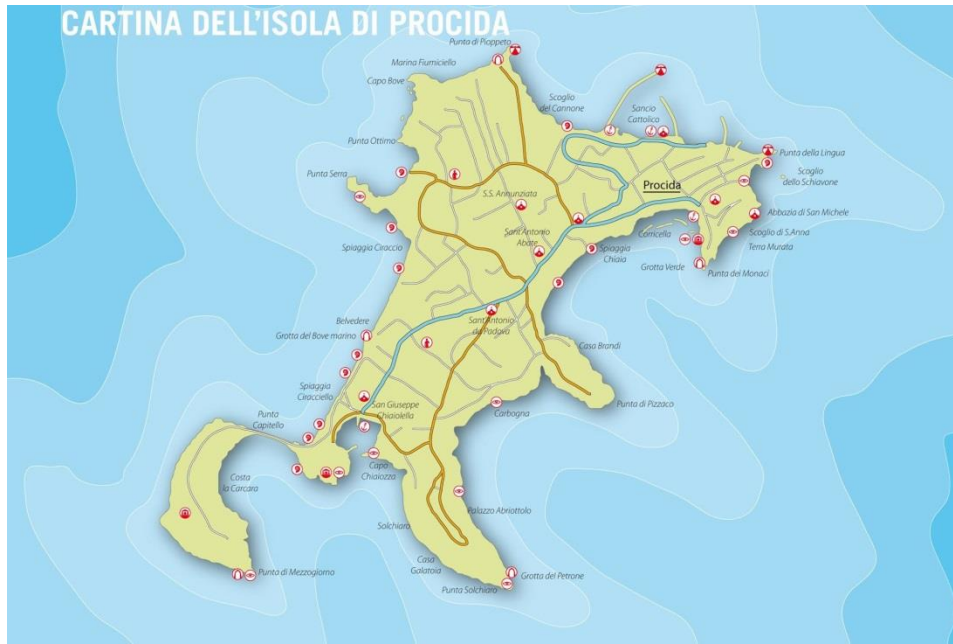 CARTINA DELL'ISOLA DI PROCIDA
Punta di Pioppeto
Marina Fiumiciello
Capo Bove
Scoglio
del Cannone
Sancio
Cattolico
Punta Ottimo
Punta della Lingua
Punta Serra
Scoglio
dello Schiavone
S.S. Annunziata
Procida
Abbazia di San Michele
Sant'Antonio
Abate
Corricella
Scoglio di S.Anna
Spiaggia Ciraccio
Spiaggia
Chiaia
Terra Murata
Grotta Verde
Punta dei Monaci
Belvedere
Sant'Antonio
da Padova
Grotta del Bove marino
Casa Brandi
Spiaggia
Ciracciello
San Giuseppe
Chiaiolella
Punta di Pizzaco
Punto
Capitello
Carbogna
Capo
Chiaiozza
Costa
la Carcara
Palazzo Abriottolo
Solchiaro
Casa
Galatoia
Punta di Mezzogiorno
Grotta del Petrone
Punta Solchiaro